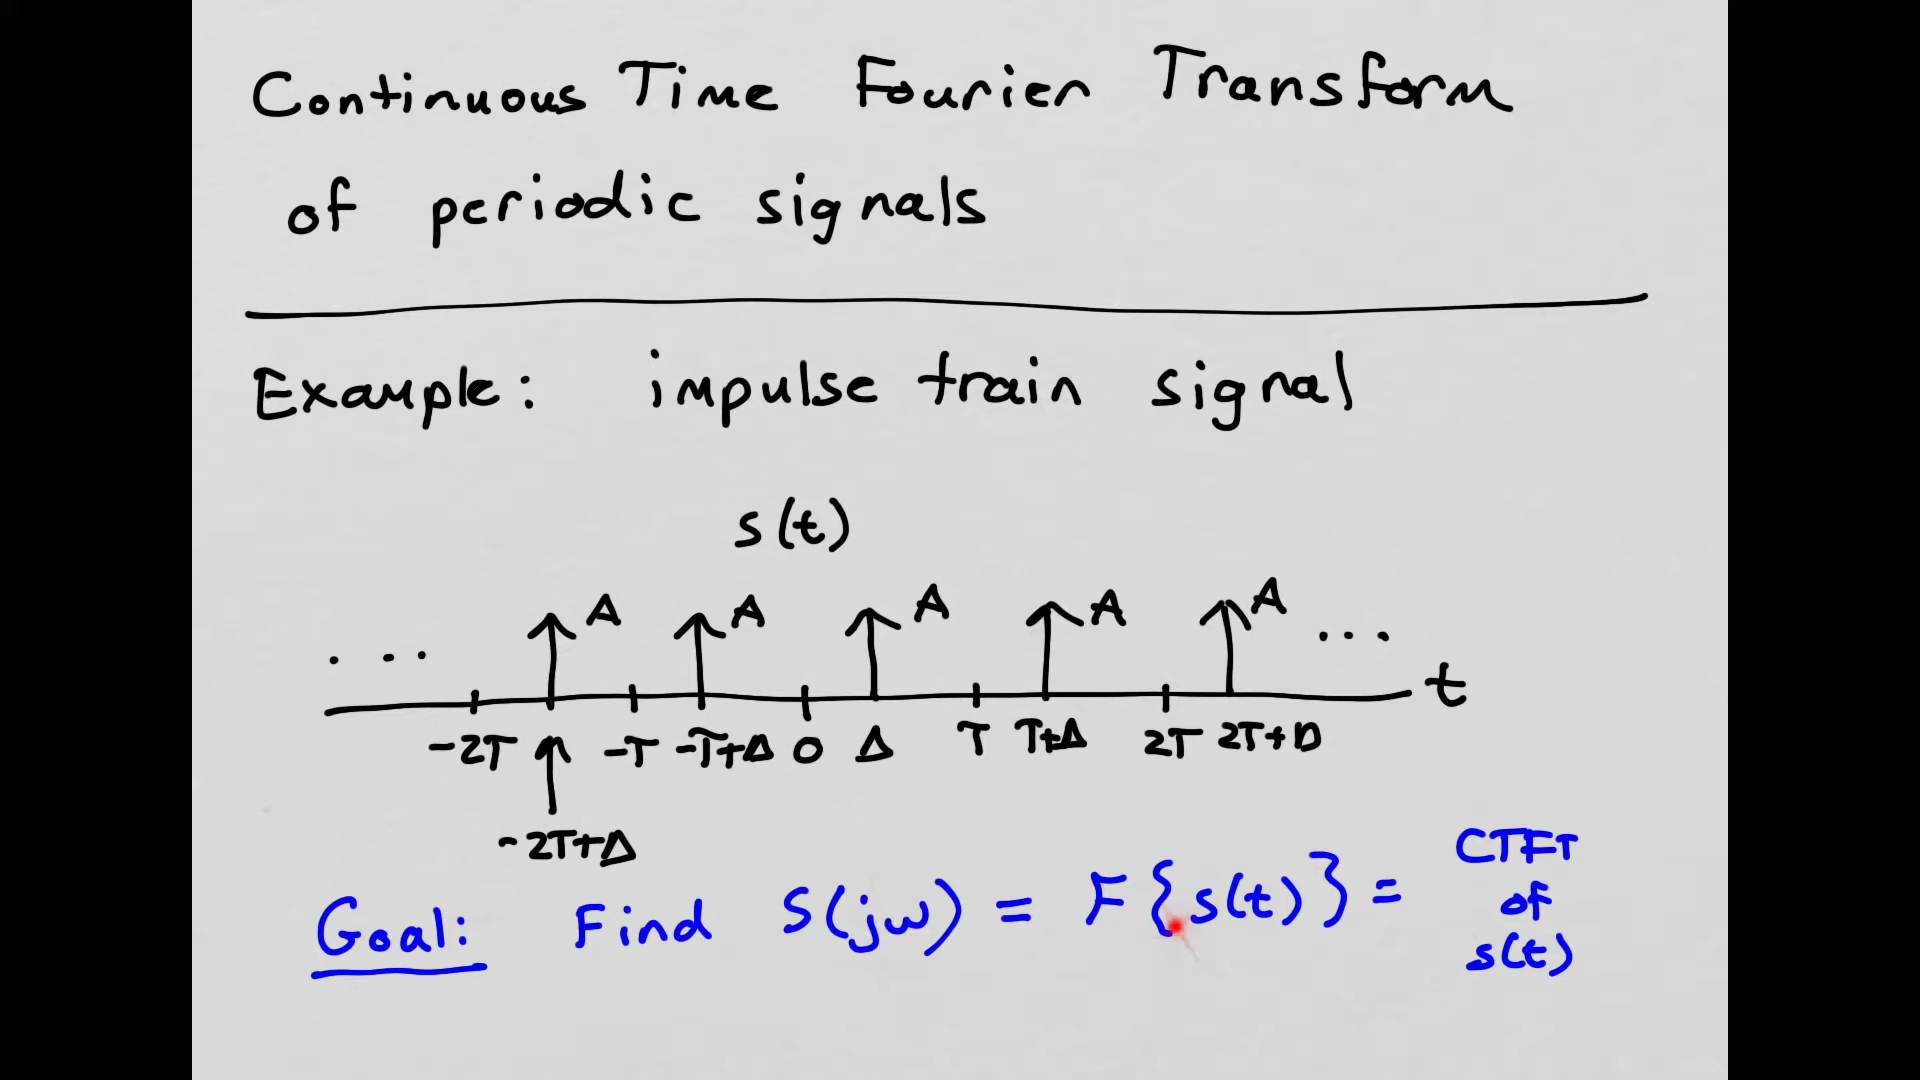 Continuous Time Fourier Transform
of periodic signals
Example: impulse train signal
s(t)
... A A A A A ...
t
-2T -T -T+Δ 0 Δ T T+Δ 2T 2T+Δ
-2T+Δ
Goal: Find S(jω) = F{s(t)} = CTFT
of
s(t)